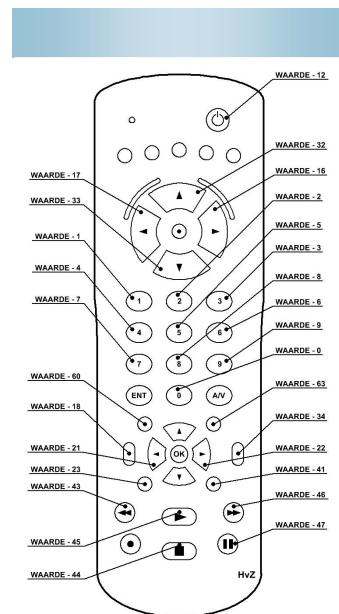 WAARDE - 12
WAARDE - 32
WAARDE - 17
WAARDE - 16
WAARDE - 33
WAARDE - 2
WAARDE - 5
WAARDE - 1
WAARDE - 3
WAARDE - 4
WAARDE - 8
WAARDE - 7
WAARDE - 6
WAARDE - 9
WAARDE - 0
1 2 3
4 5 6
7 8 9
ENT 0 A/V
WAARDE - 60
WAARDE - 63
WAARDE - 18
WAARDE - 34
OK
WAARDE - 21
WAARDE - 22
WAARDE - 23
WAARDE - 41
WAARDE - 43
WAARDE - 46
WAARDE - 45
WAARDE - 47
WAARDE - 44
HvZ